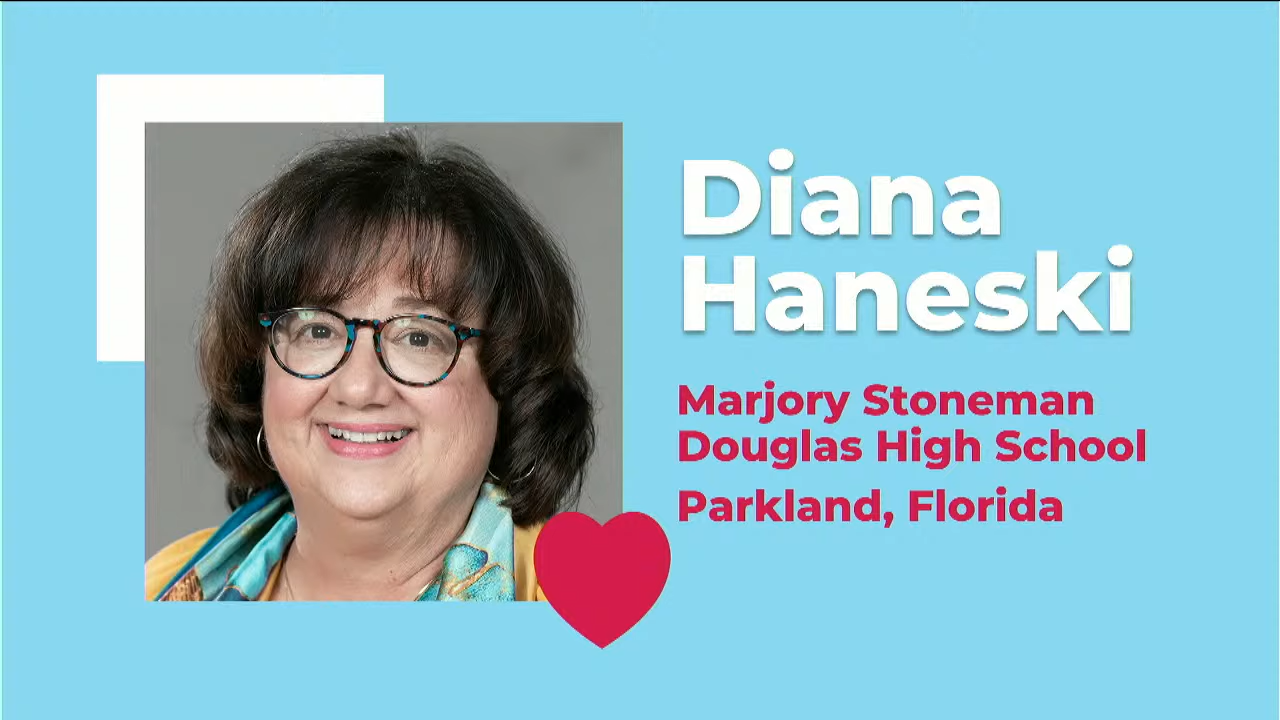 Diana
Haneski
Marjory Stoneman
Douglas High School
Parkland, Florida